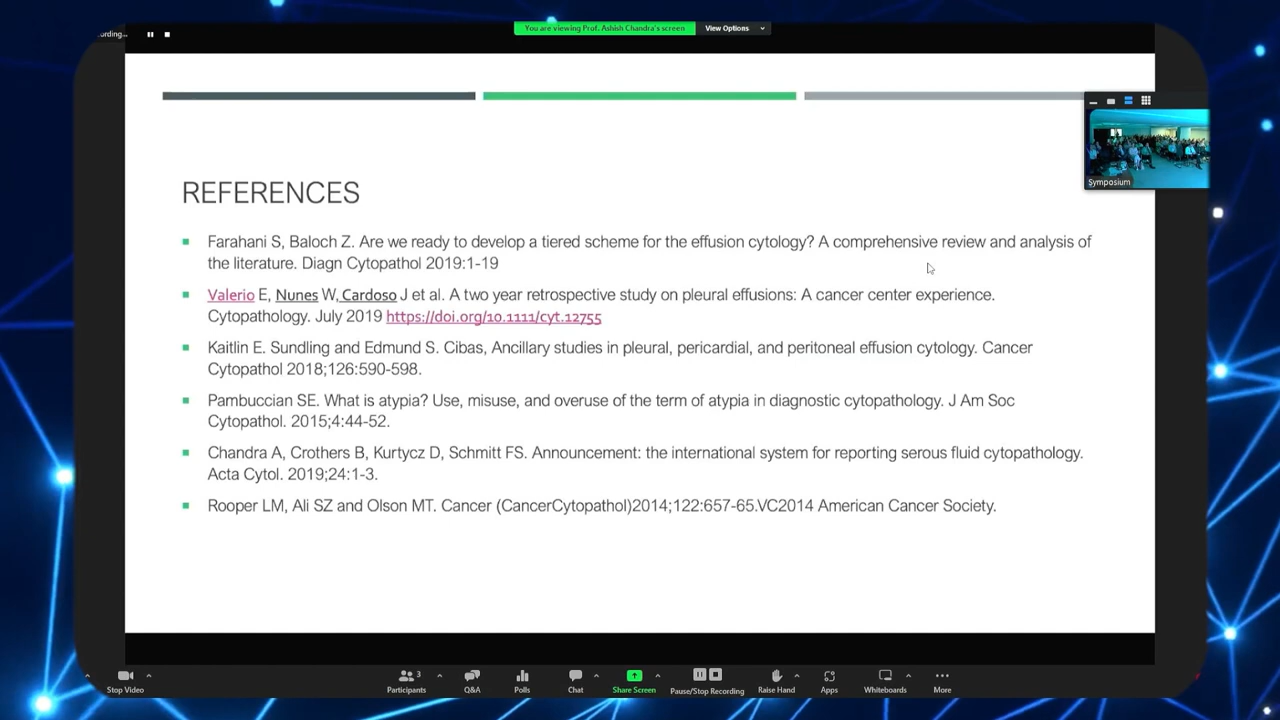 You are viewing Prof. Ashish Chandra's screen
View Options
Symposium
REFERENCES
Farahani S, Baloch Z. Are we ready to develop a tiered scheme for the effusion cytology? A comprehensive review and analysis of
the literature. Diagn Cytopathol 2019:1-19
Valerio E, Nunes W, Cardoso J et al. A two year retrospective study on pleural effusions: A cancer center experience.
Cytopathology. July 2019 https://doi.org/10.1111/cyt.12755
Kaitlin E. Sundling and Edmund S. Cibas, Ancillary studies in pleural, pericardial, and peritoneal effusion cytology. Cancer
Cytopathol 2018;126:590-598.
Pambuccian SE. What is atypia? Use, misuse, and overuse of the term of atypia in diagnostic cytopathology. J Am Soc
Cytopathol. 2015;4:44-52.
Chandra A, Crothers B, Kurtycz D, Schmitt FS. Announcement: the international system for reporting serous fluid cytopathology.
Acta Cytol. 2019;24:1-3.
Rooper LM, Ali SZ and Olson MT. Cancer (CancerCytopathol)2014;122:657-65.VC2014 American Cancer Society.
3
Stop Video
Participants
Q&A
Polls
Chat
Share Screen
Pause/Stop Recording
Raise Hand
Apps
Whiteboards
More